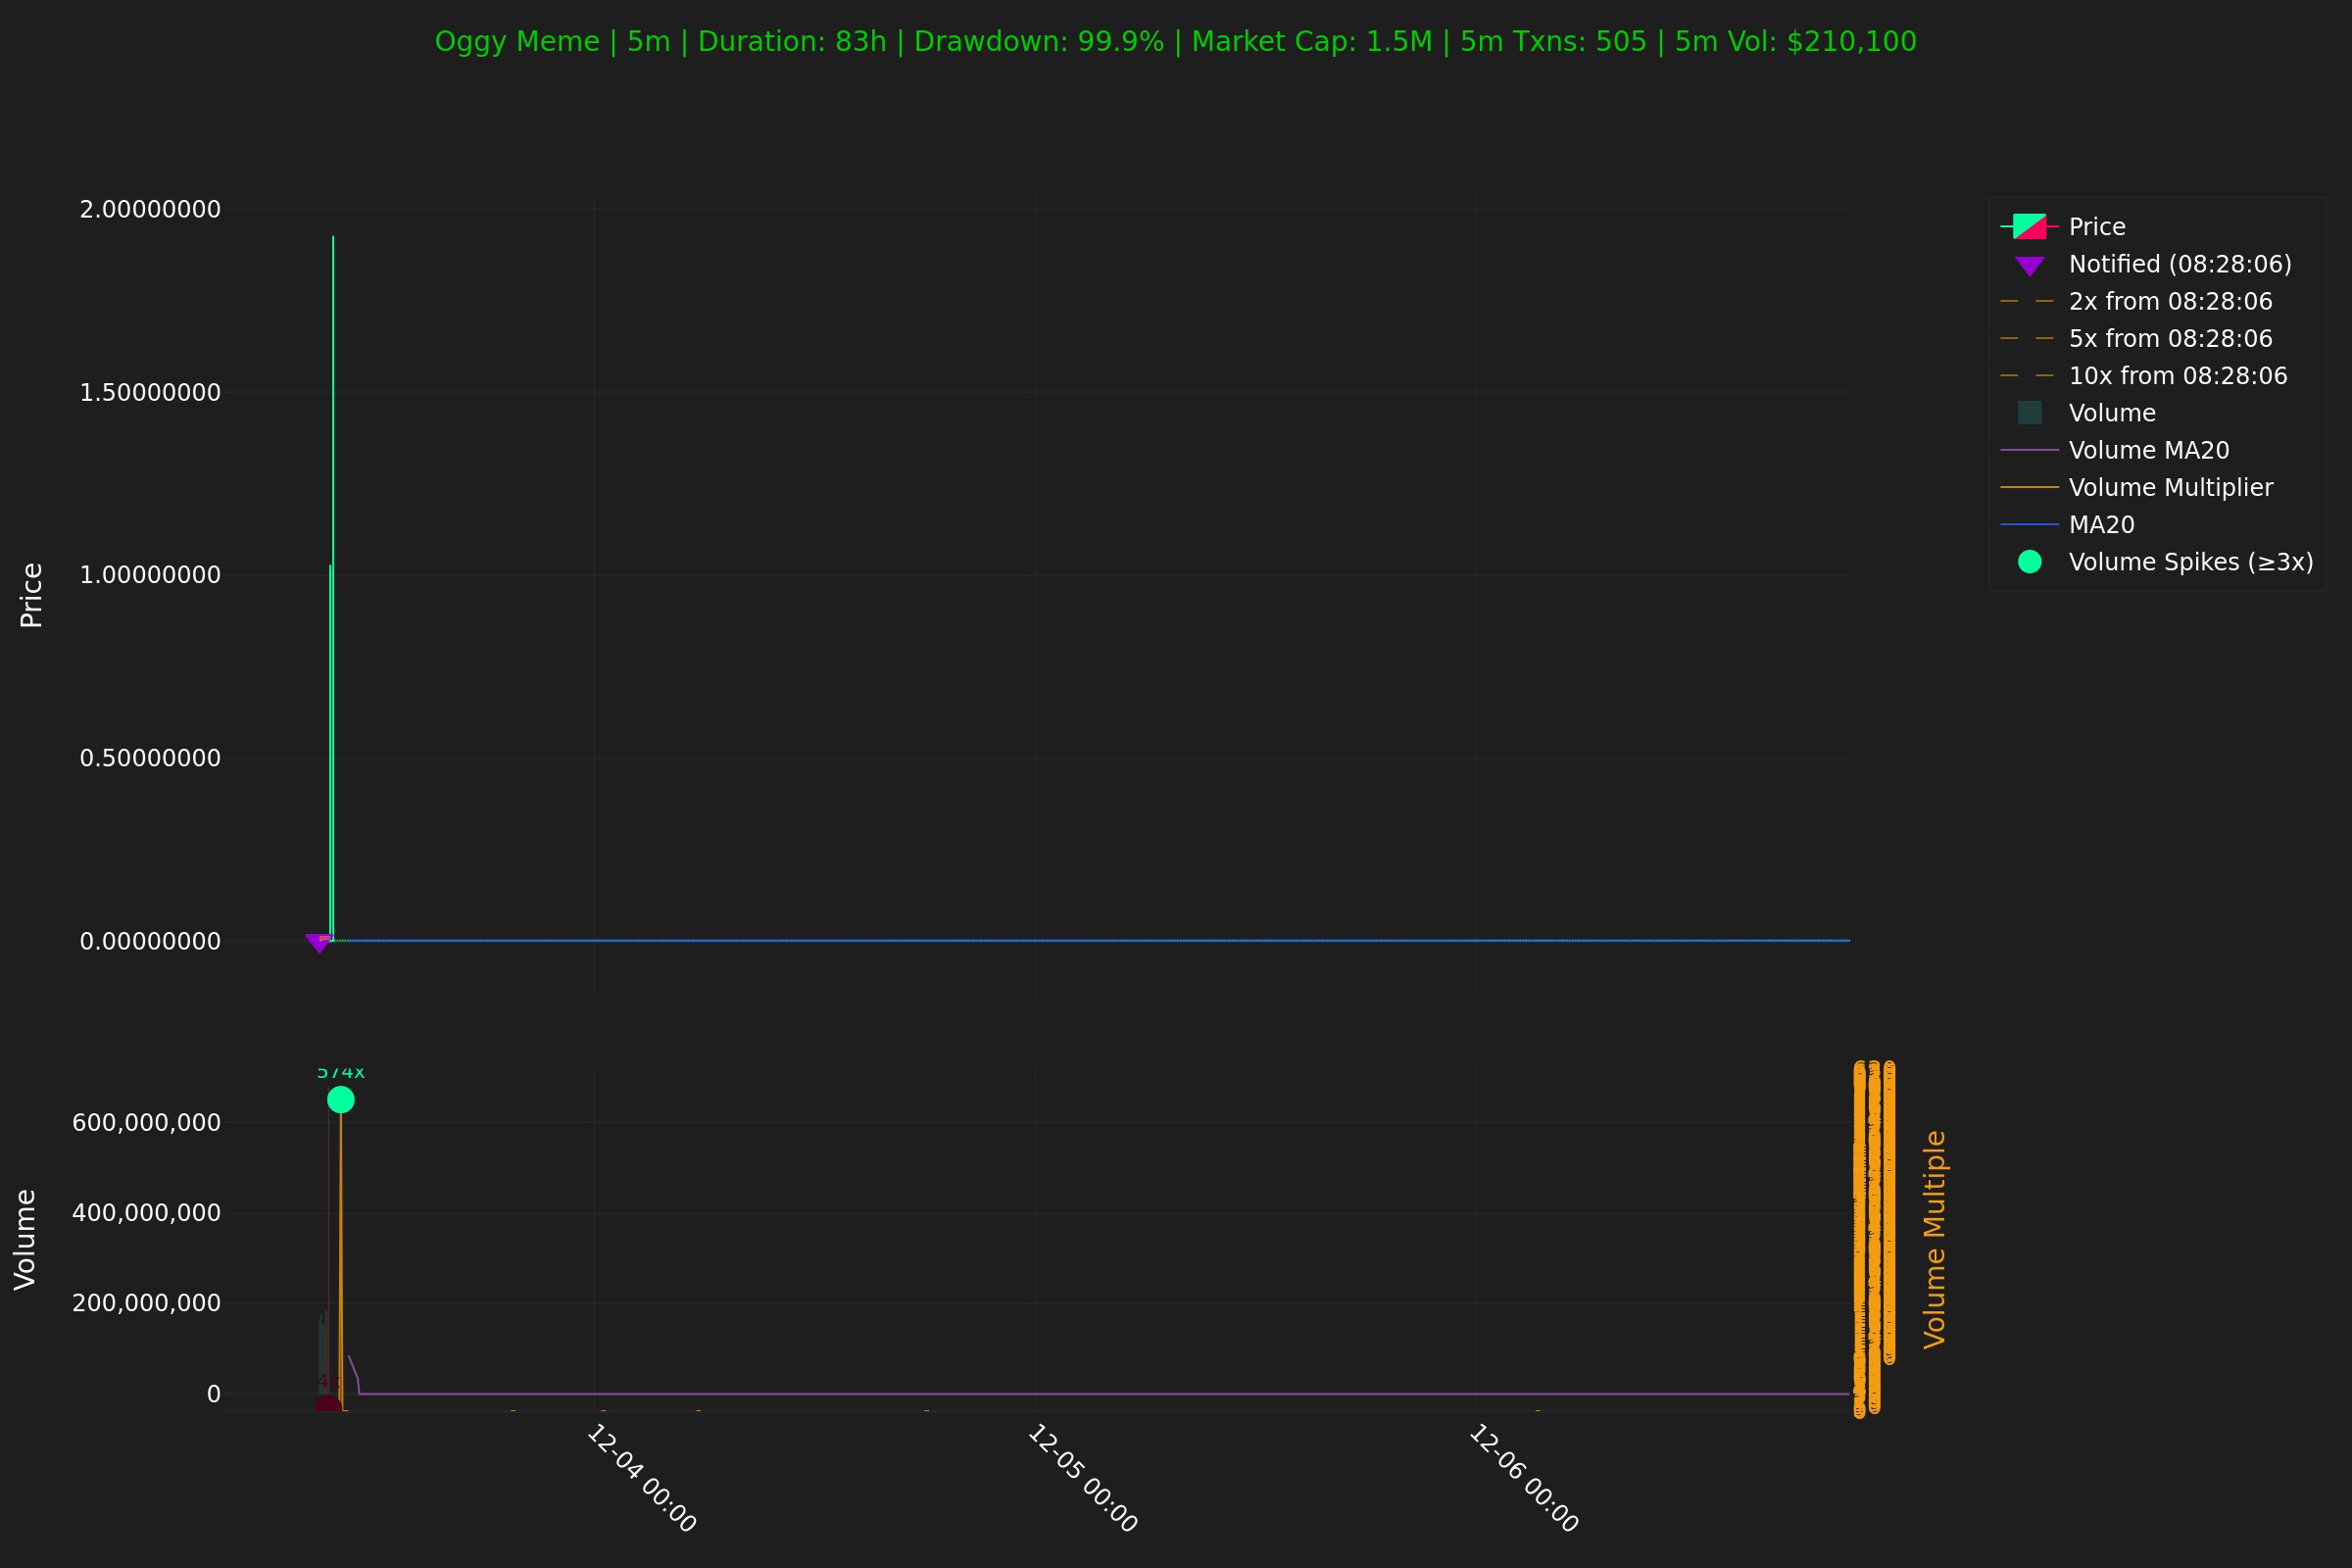 Oggy Meme | 5m | Duration: 83h | Drawdown: 99.9% | Market Cap: 1.5M | 5m Txns: 505 | 5m Vol: $210,100
Price
2.00000000
1.50000000
1.00000000
0.50000000
0.00000000
Price
Notified (08:28:06)
2x from 08:28:06
5x from 08:28:06
10x from 08:28:06
Volume
Volume MA20
Volume Multiplier
MA20
Volume Spikes (≥3x)
Volume
600,000,000
400,000,000
200,000,000
0
574x
Volume Multiple
12-04 00:00
12-05 00:00
12-06 00:00